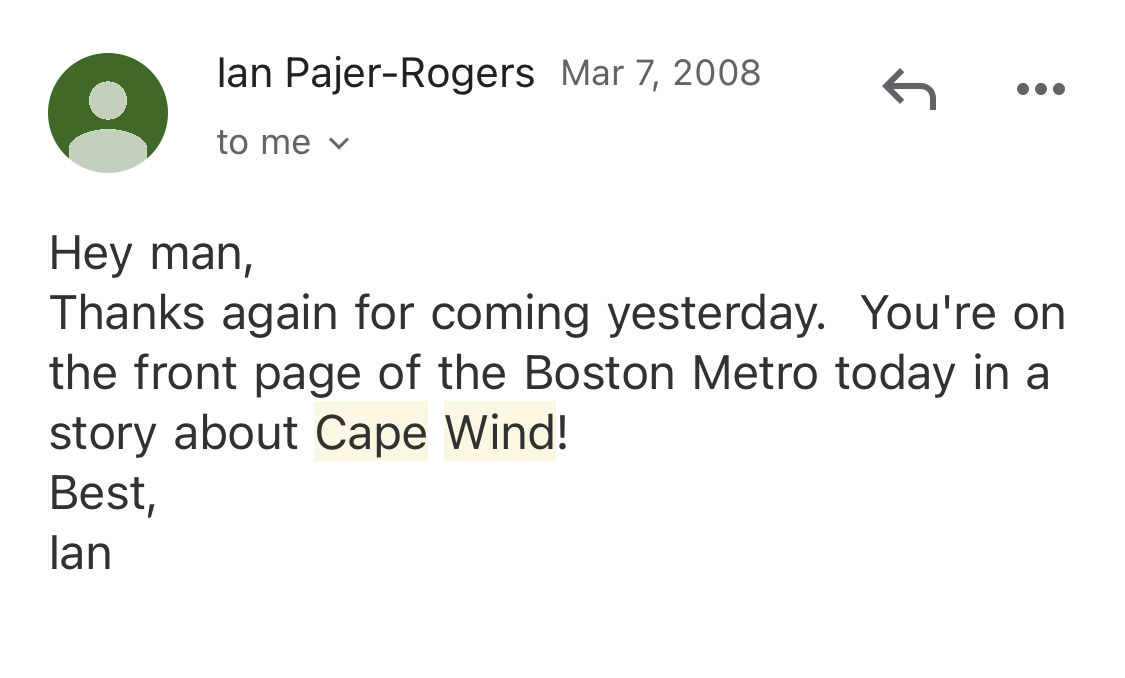 Ian Pajer-Rogers Mar 7, 2008
to me
Hey man,
Thanks again for coming yesterday.  You're on
the front page of the Boston Metro today in a
story about Cape Wind!
Best,
Ian